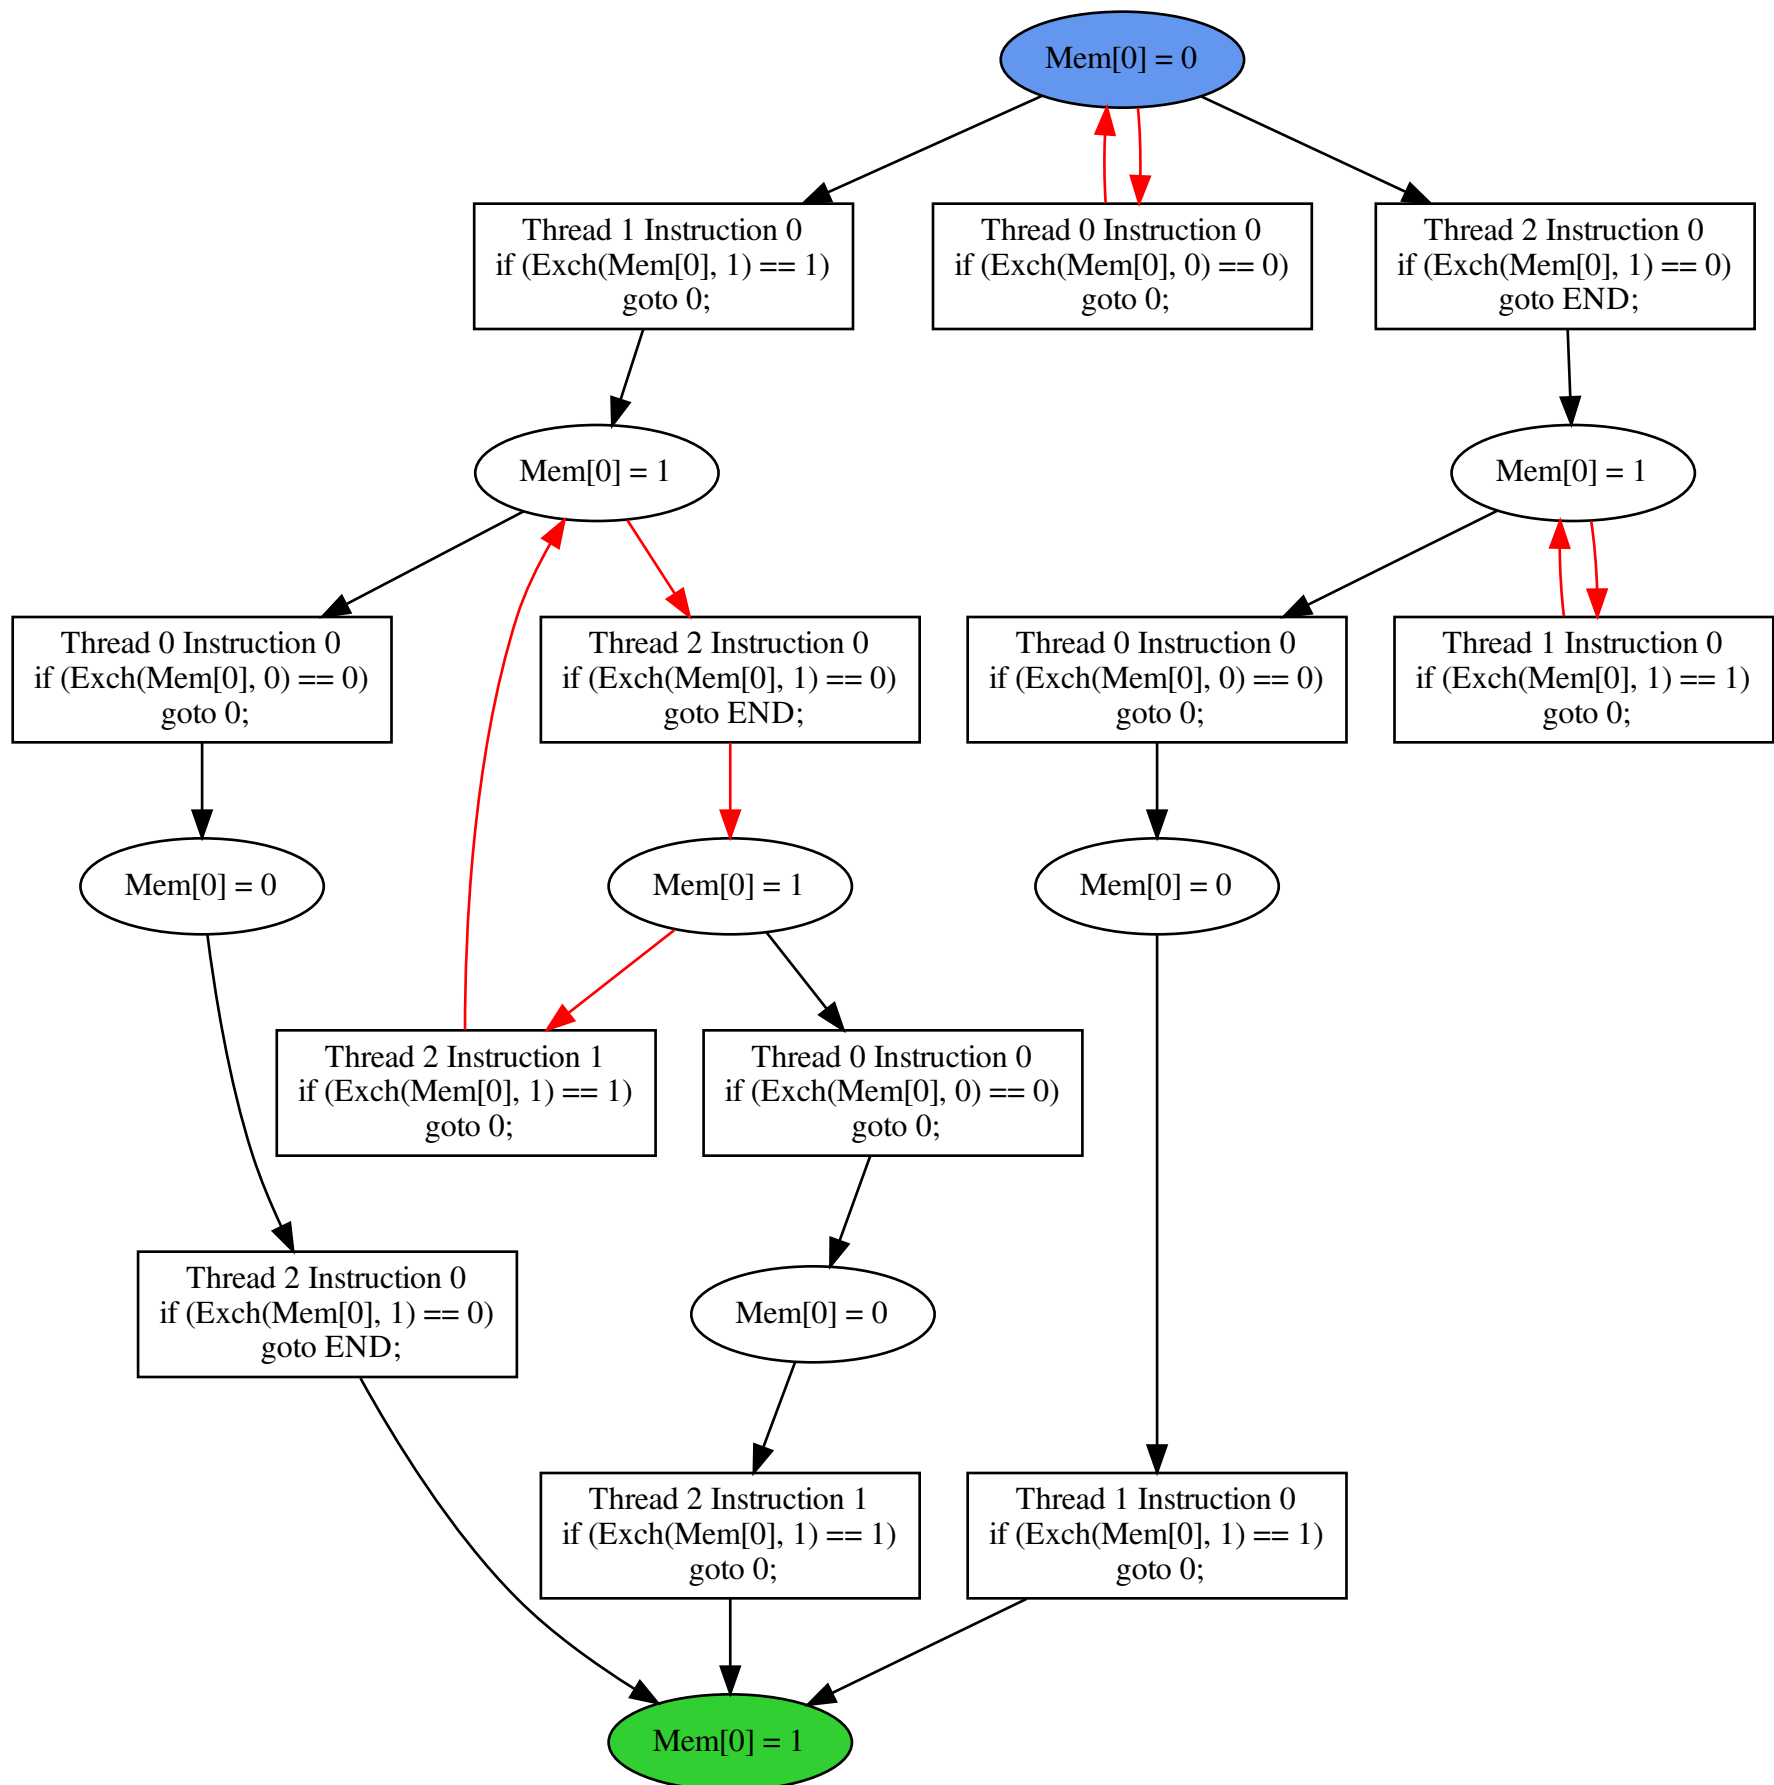 Mem[0] = 0
Thread 1 Instruction 0
if (Exch(Mem[0], 1) == 1)
goto 0;
Thread 0 Instruction 0
if (Exch(Mem[0], 0) == 0)
goto 0;
Thread 2 Instruction 0
if (Exch(Mem[0], 1) == 0)
goto END;
Mem[0] = 1
Mem[0] = 1
Thread 0 Instruction 0
if (Exch(Mem[0], 0) == 0)
goto 0;
Thread 2 Instruction 0
if (Exch(Mem[0], 1) == 0)
goto END;
Thread 0 Instruction 0
if (Exch(Mem[0], 0) == 0)
goto 0;
Thread 1 Instruction 0
if (Exch(Mem[0], 1) == 1)
goto 0;
Mem[0] = 0
Mem[0] = 1
Mem[0] = 0
Thread 2 Instruction 1
if (Exch(Mem[0], 1) == 1)
goto 0;
Thread 0 Instruction 0
if (Exch(Mem[0], 0) == 0)
goto 0;
Thread 2 Instruction 0
if (Exch(Mem[0], 1) == 0)
goto END;
Mem[0] = 0
Thread 2 Instruction 1
if (Exch(Mem[0], 1) == 1)
goto 0;
Thread 1 Instruction 0
if (Exch(Mem[0], 1) == 1)
goto 0;
Mem[0] = 1